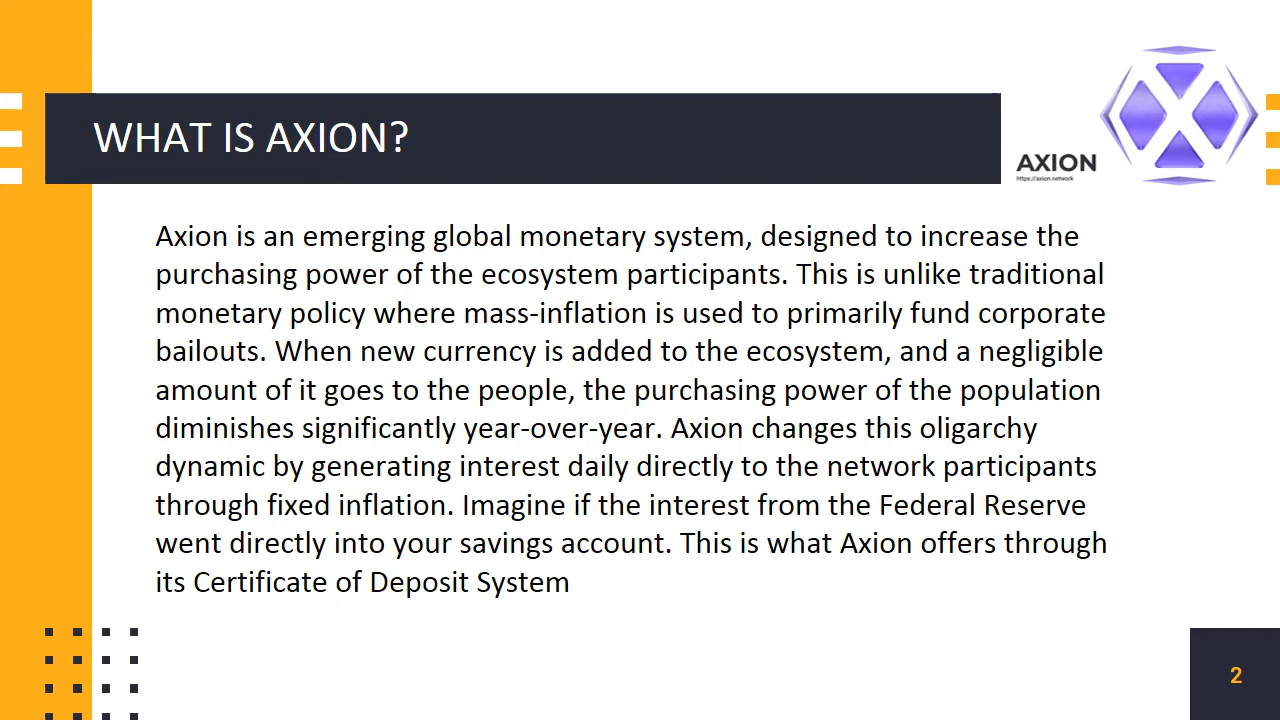 WHAT IS AXION?
AXION
https://axion.network
Axion is an emerging global monetary system, designed to increase the
purchasing power of the ecosystem participants. This is unlike traditional
monetary policy where mass-inflation is used to primarily fund corporate
bailouts. When new currency is added to the ecosystem, and a negligible
amount of it goes to the people, the purchasing power of the population
diminishes significantly year-over-year. Axion changes this oligarchy
dynamic by generating interest daily directly to the network participants
through fixed inflation. Imagine if the interest from the Federal Reserve
went directly into your savings account. This is what Axion offers through
its Certificate of Deposit System
2